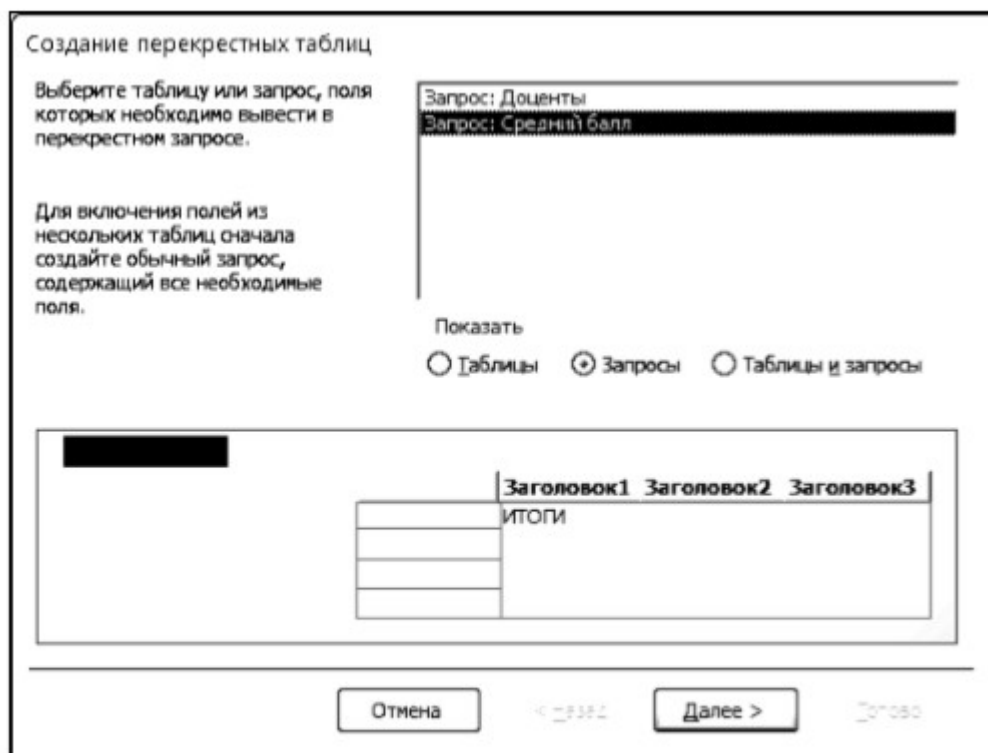 Создание перекрестных таблиц
Выберите таблицу или запрос, поля
которых необходимо вывести в
перекрестном запросе.
Для включения полей из
нескольких таблиц сначала
создайте обычный запрос,
содержащий все необходимые
поля.
Запрос: Доценты
Запрос: Средний балл
Показать
Таблицы Запросы Таблицы и запросы
Заголовок1 Заголовок2 Заголовок3
ИТОГИ
Отмена < Назад Далее > Готово